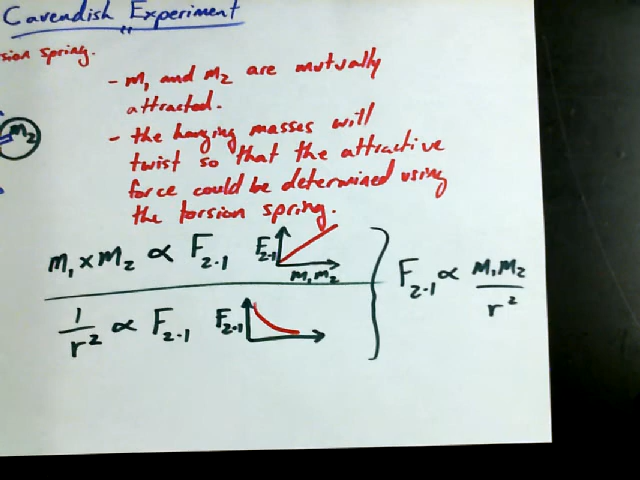 Cavendish Experiment
sion spring.
- m₁ and m₂ are mutually
attracted.
- the hanging masses will
twist so that the attractive
force could be determined using
the torsion spring.
m₂
m₁ x m₂ ∝ F₂₋₁
F₂₋₁
m₁m₂
1/r² ∝ F₂₋₁
F₂₋₁
F₂₋₁ ∝ m₁m₂/r²